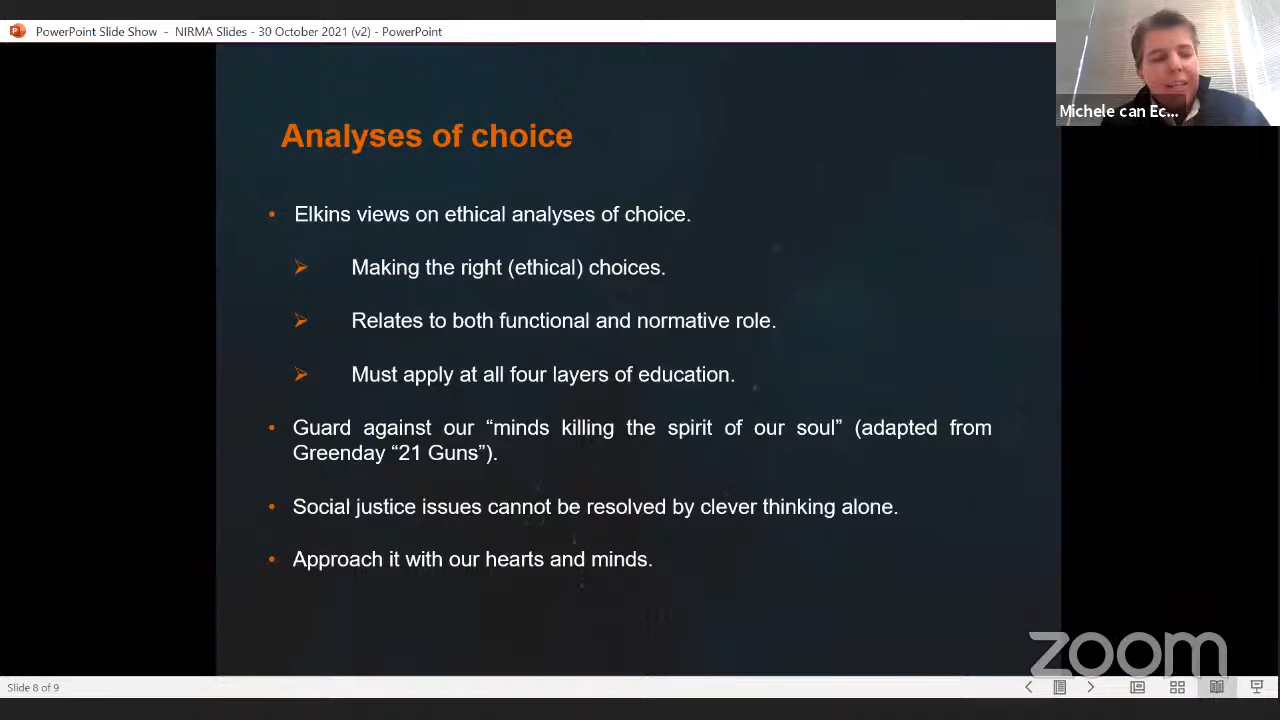 PowerPoint Slide Show - NIRMA Slides - 30 October 2021 (v2) - PowerPoint
Michele can Ec...
Analyses of choice
• Elkins views on ethical analyses of choice.
➢ Making the right (ethical) choices.
➢ Relates to both functional and normative role.
➢ Must apply at all four layers of education.
• Guard against our “minds killing the spirit of our soul” (adapted from
Greenday “21 Guns”).
• Social justice issues cannot be resolved by clever thinking alone.
• Approach it with our hearts and minds.
zoom
Slide 8 of 9